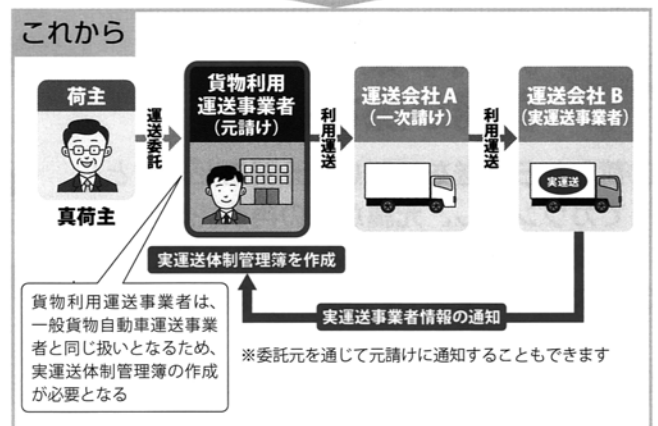 これから
荷主
真荷主
運送委託
貨物利用
運送事業者
（元請け）
利用運送
運送会社A
（一次請け）
利用運送
運送会社B
（実運送事業者）
実運送
実運送体制管理簿を作成
実運送事業者情報の通知
※委託元を通じて元請けに通知することもできます
貨物利用運送事業者は、
一般貨物自動車運送事業
者と同じ扱いとなるため、
実運送体制管理簿の作成
が必要となる